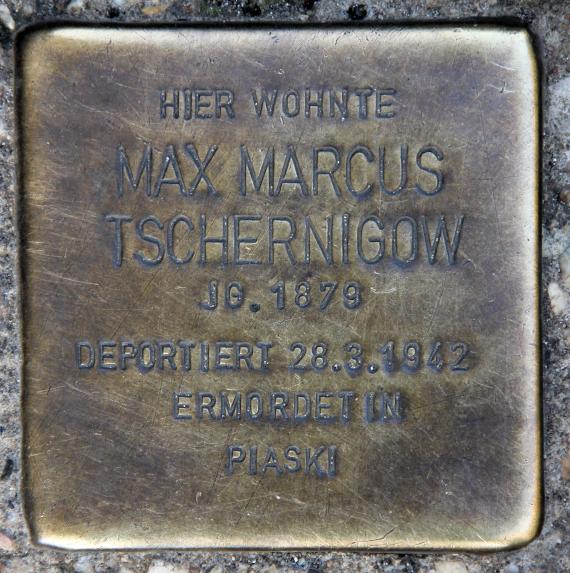 HIER WOHNTE
MAX MARCUS
TSCHERNIGOW
JG. 1879
DEPORTIERT 28.3.1942
ERMORDET IN
PIASKI